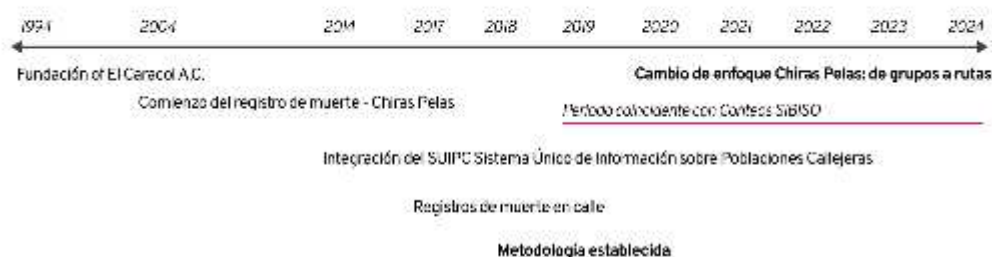 1994 2004 2014 2017 2018 2019 2020 2021 2022 2023 2024
Fundación of El Caracol A.C.
Cambio de enfoque Chiras Pelas: de grupos a rutas
Comienzo del registro de muerte - Chiras Pelas
Periodo coincidente con Conteos SIBISO
Integración del SUIPC Sistema Único de Información sobre Poblaciones Callejeras
Registros de muerte en calle
Metodología establecida